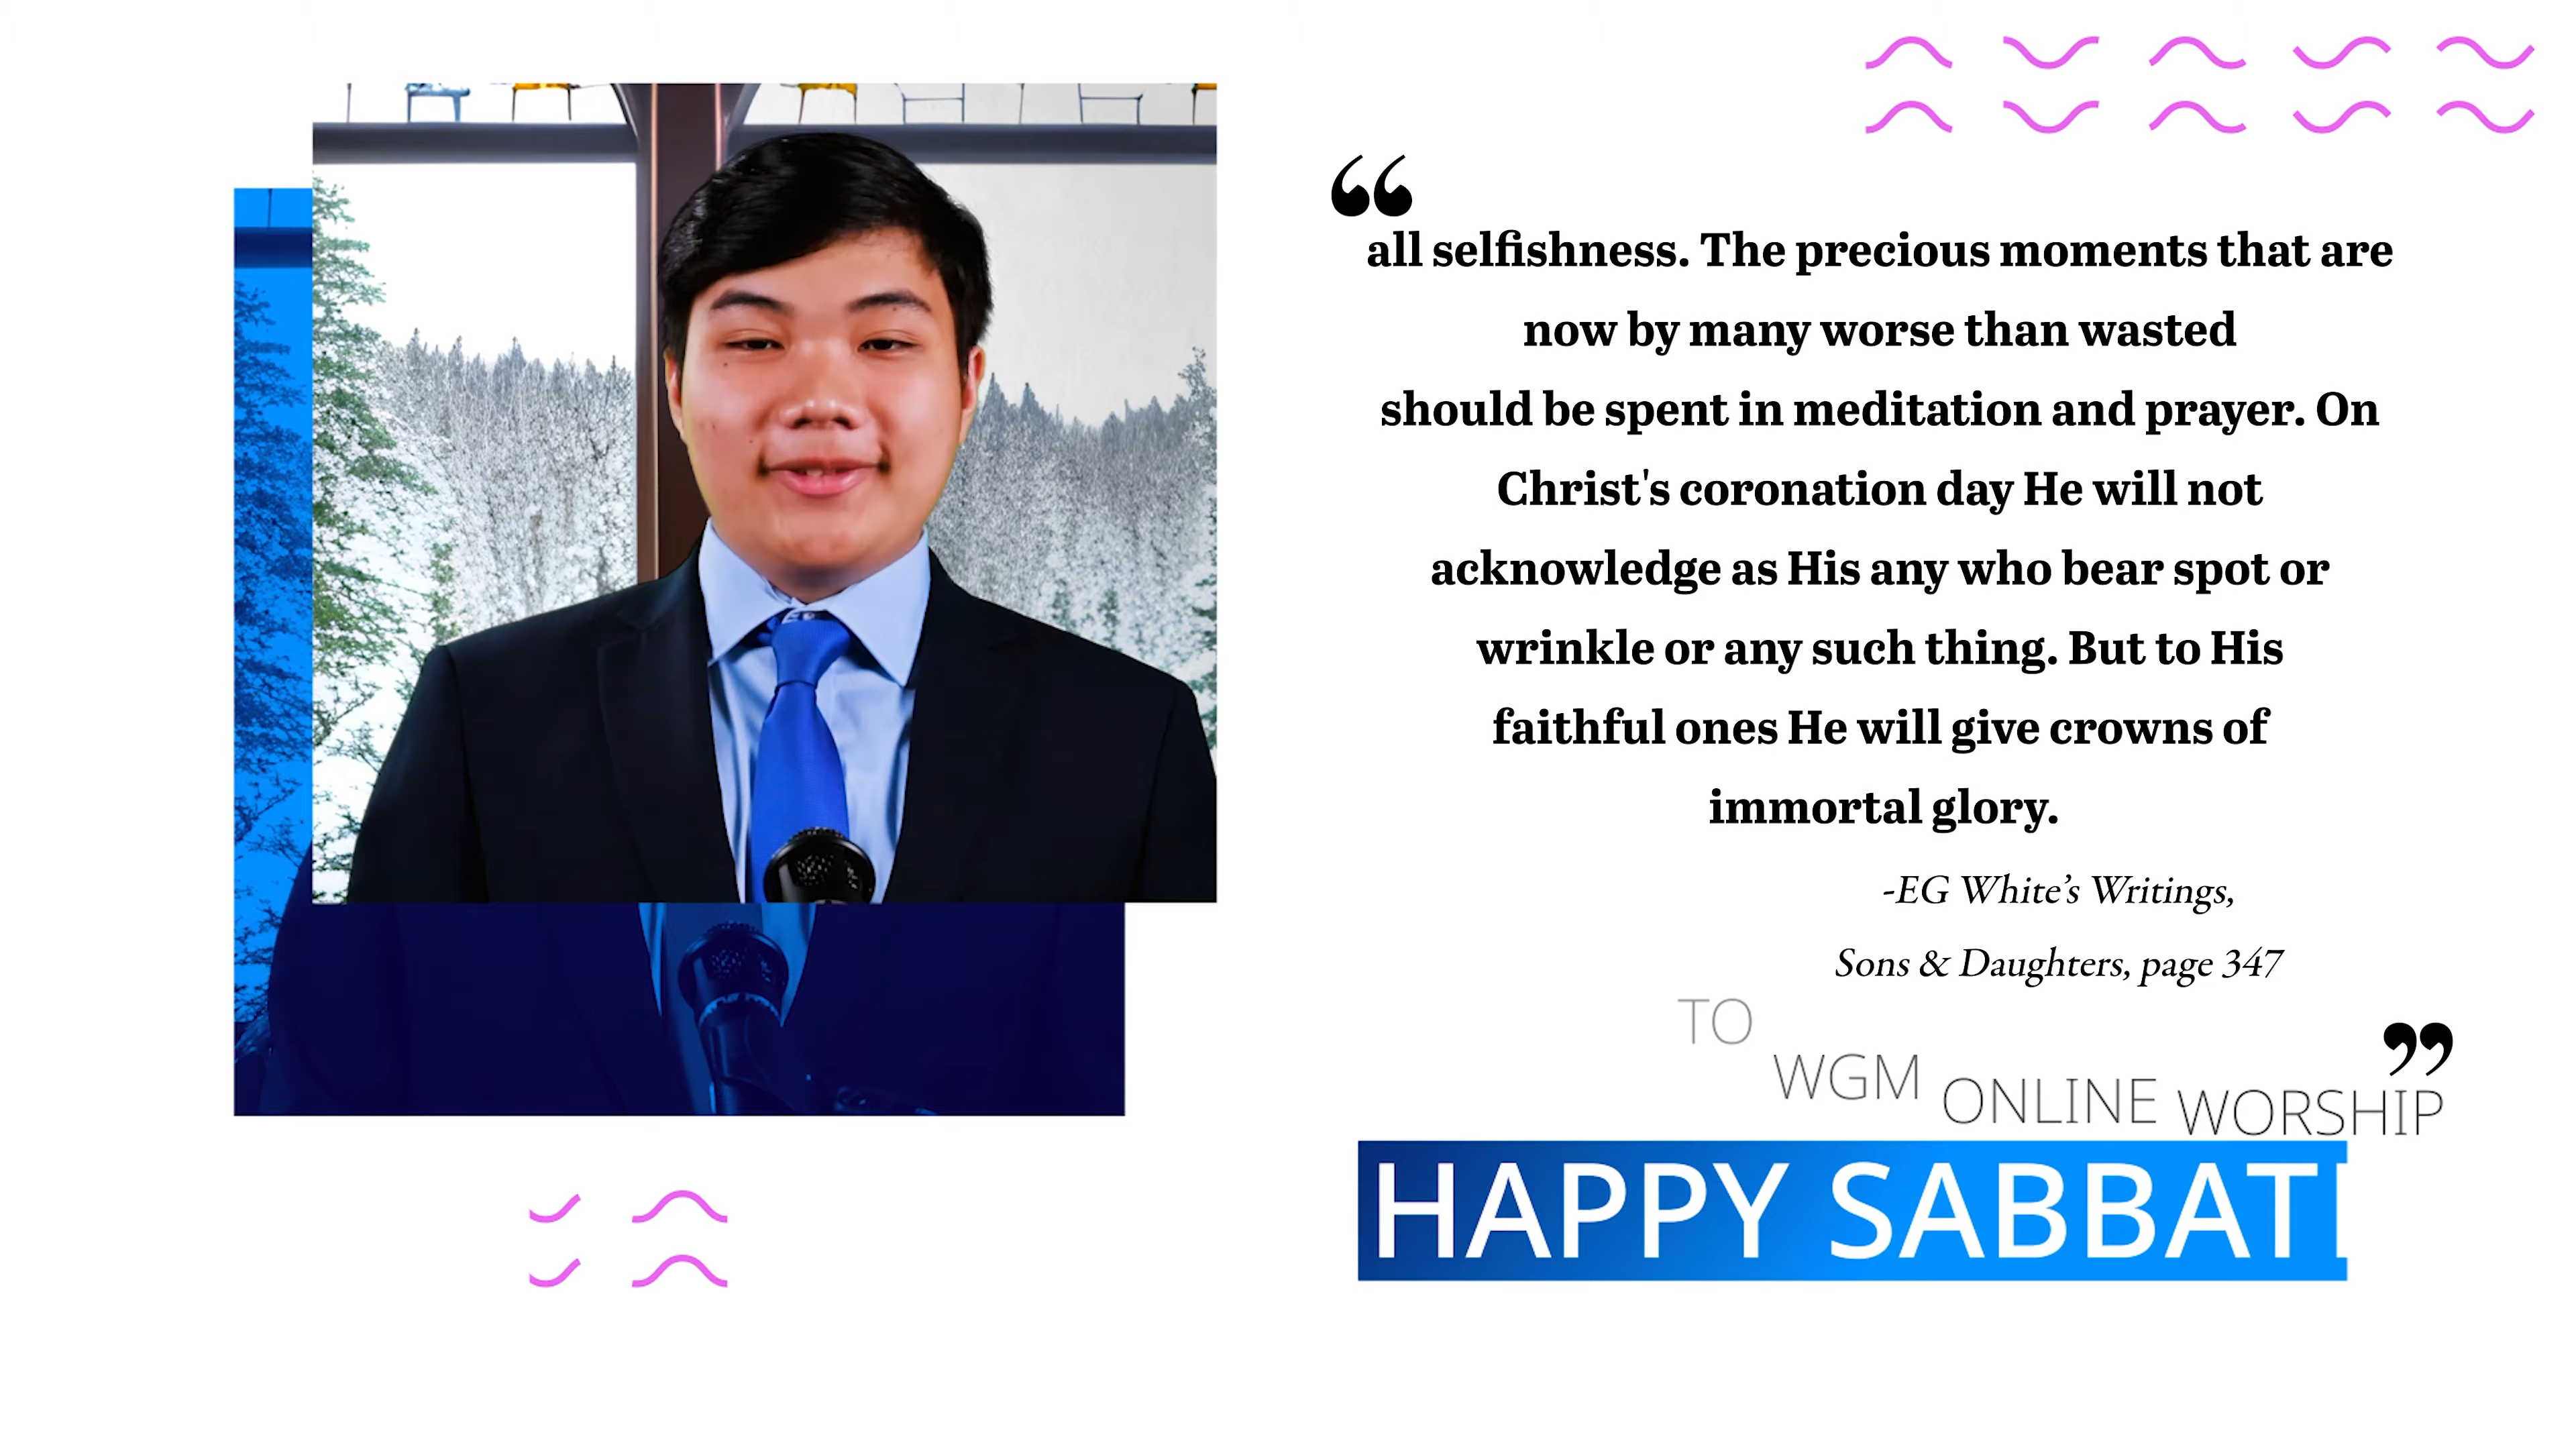 “
all selfishness. The precious moments that are
now by many worse than wasted
should be spent in meditation and prayer. On
Christ's coronation day He will not
acknowledge as His any who bear spot or
wrinkle or any such thing. But to His
faithful ones He will give crowns of
immortal glory.
-EG White’s Writings,
Sons & Daughters, page 347
”
TO
WGM
ONLINE
WORSHIP
HAPPY SABBAT